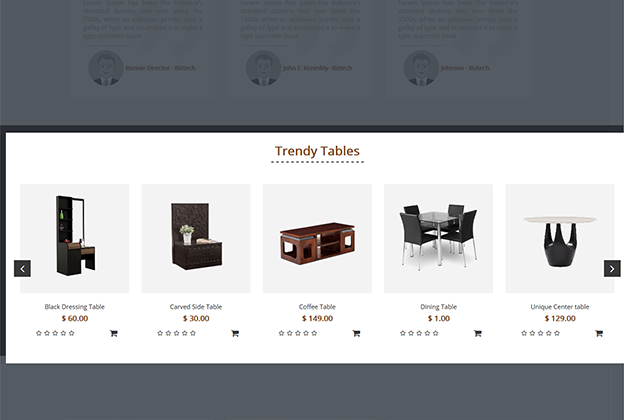 Lorem Ipsum has been the industry's standard dummy text ever since the 1500s, when an unknown printer took a galley of type and scrambled it to make a type specimen book
Lorem Ipsum has been the industry's standard dummy text ever since the 1500s, when an unknown printer took a galley of type and scrambled it to make a type specimen book
Lorem Ipsum has been the industry's standard dummy text ever since the 1500s, when an unknown printer took a galley of type and scrambled it to make a type specimen book
Ronnie Director - Biztech
John F. Keneddy- Biztech
Johnson - Biztech
Trendy Tables
Black Dressing Table
$ 60.00
Carved Side Table
$ 30.00
Coffee Table
$ 149.00
Dining Table
$ 1.00
Unique Center table
$ 129.00